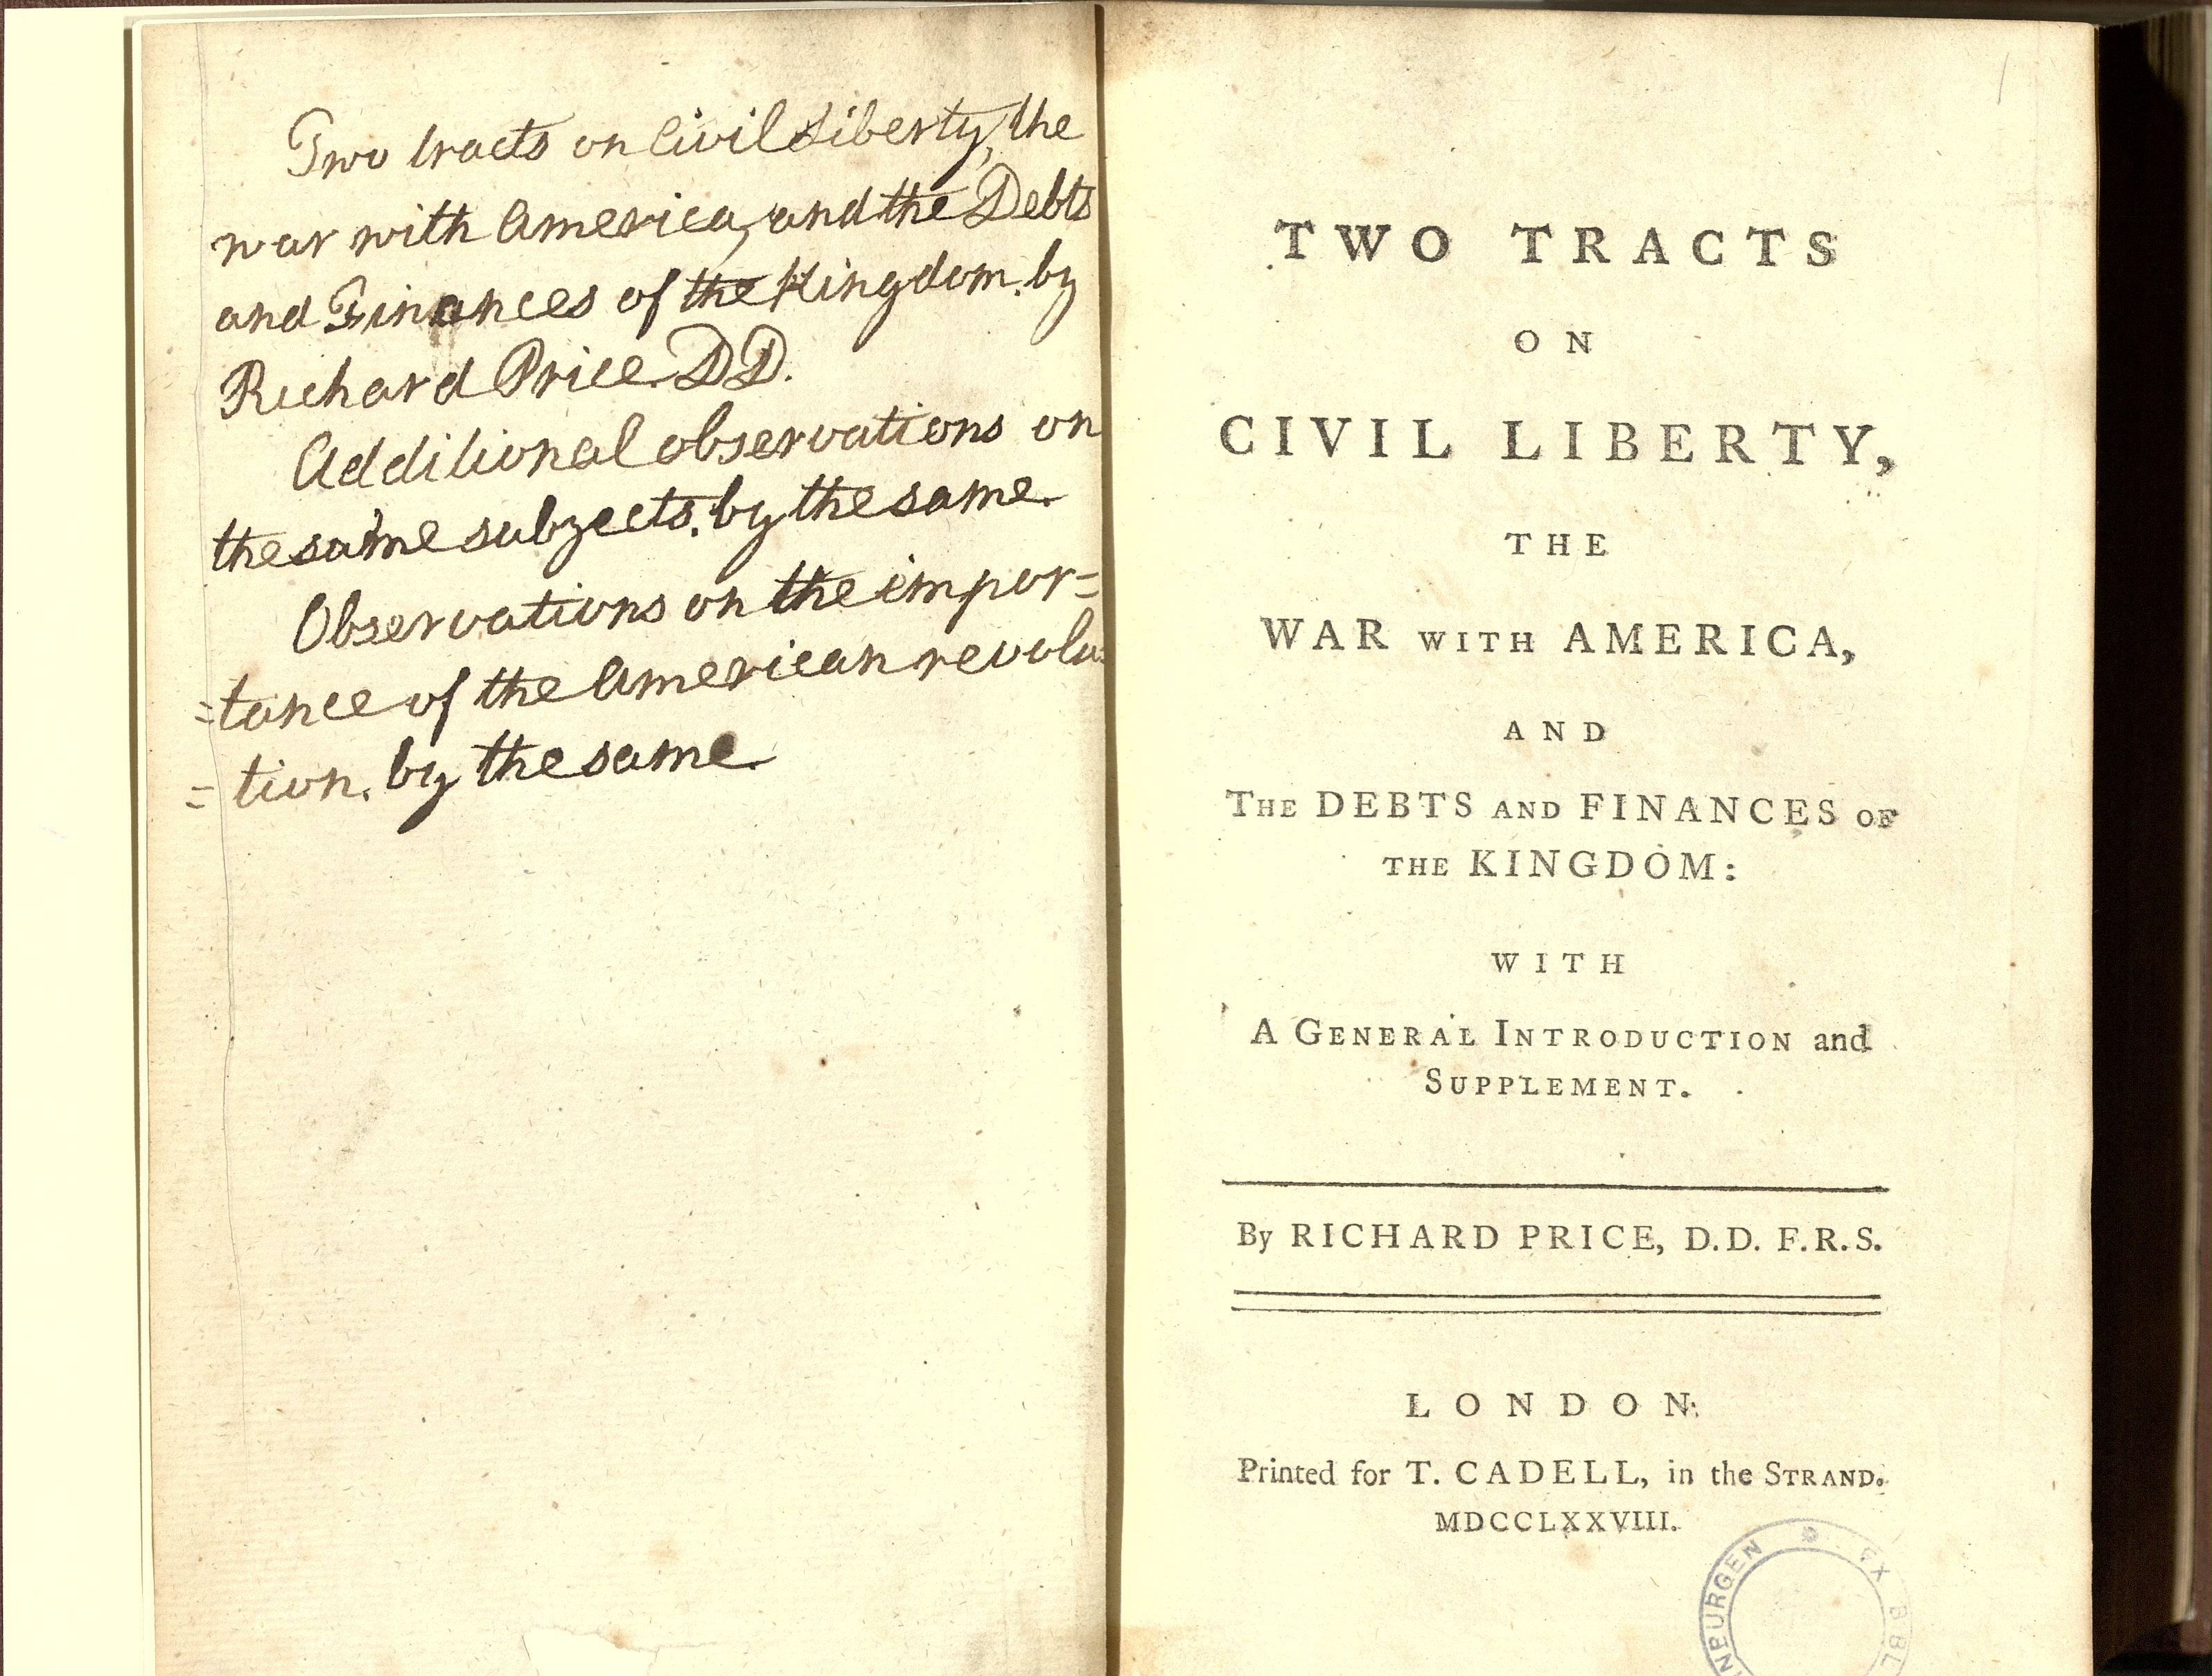 Two tracts on Civil Liberty, the
war with America, and the Debts
and Finances of the Kingdom. by
Richard Price DD.
Additional observations on
the same subjects. by the same.
Observations on the impor=
=tance of the American revolu
=tion. by the same.
TWO TRACTS
ON
CIVIL LIBERTY,
THE
WAR WITH AMERICA,
AND
THE DEBTS AND FINANCES OF
THE KINGDOM:
WITH
A GENERAL INTRODUCTION and
SUPPLEMENT.
By RICHARD PRICE, D.D. F.R.S.
LONDON:
Printed for T. CADELL, in the STRAND.
MDCCLXXVIII.
EX BIBL